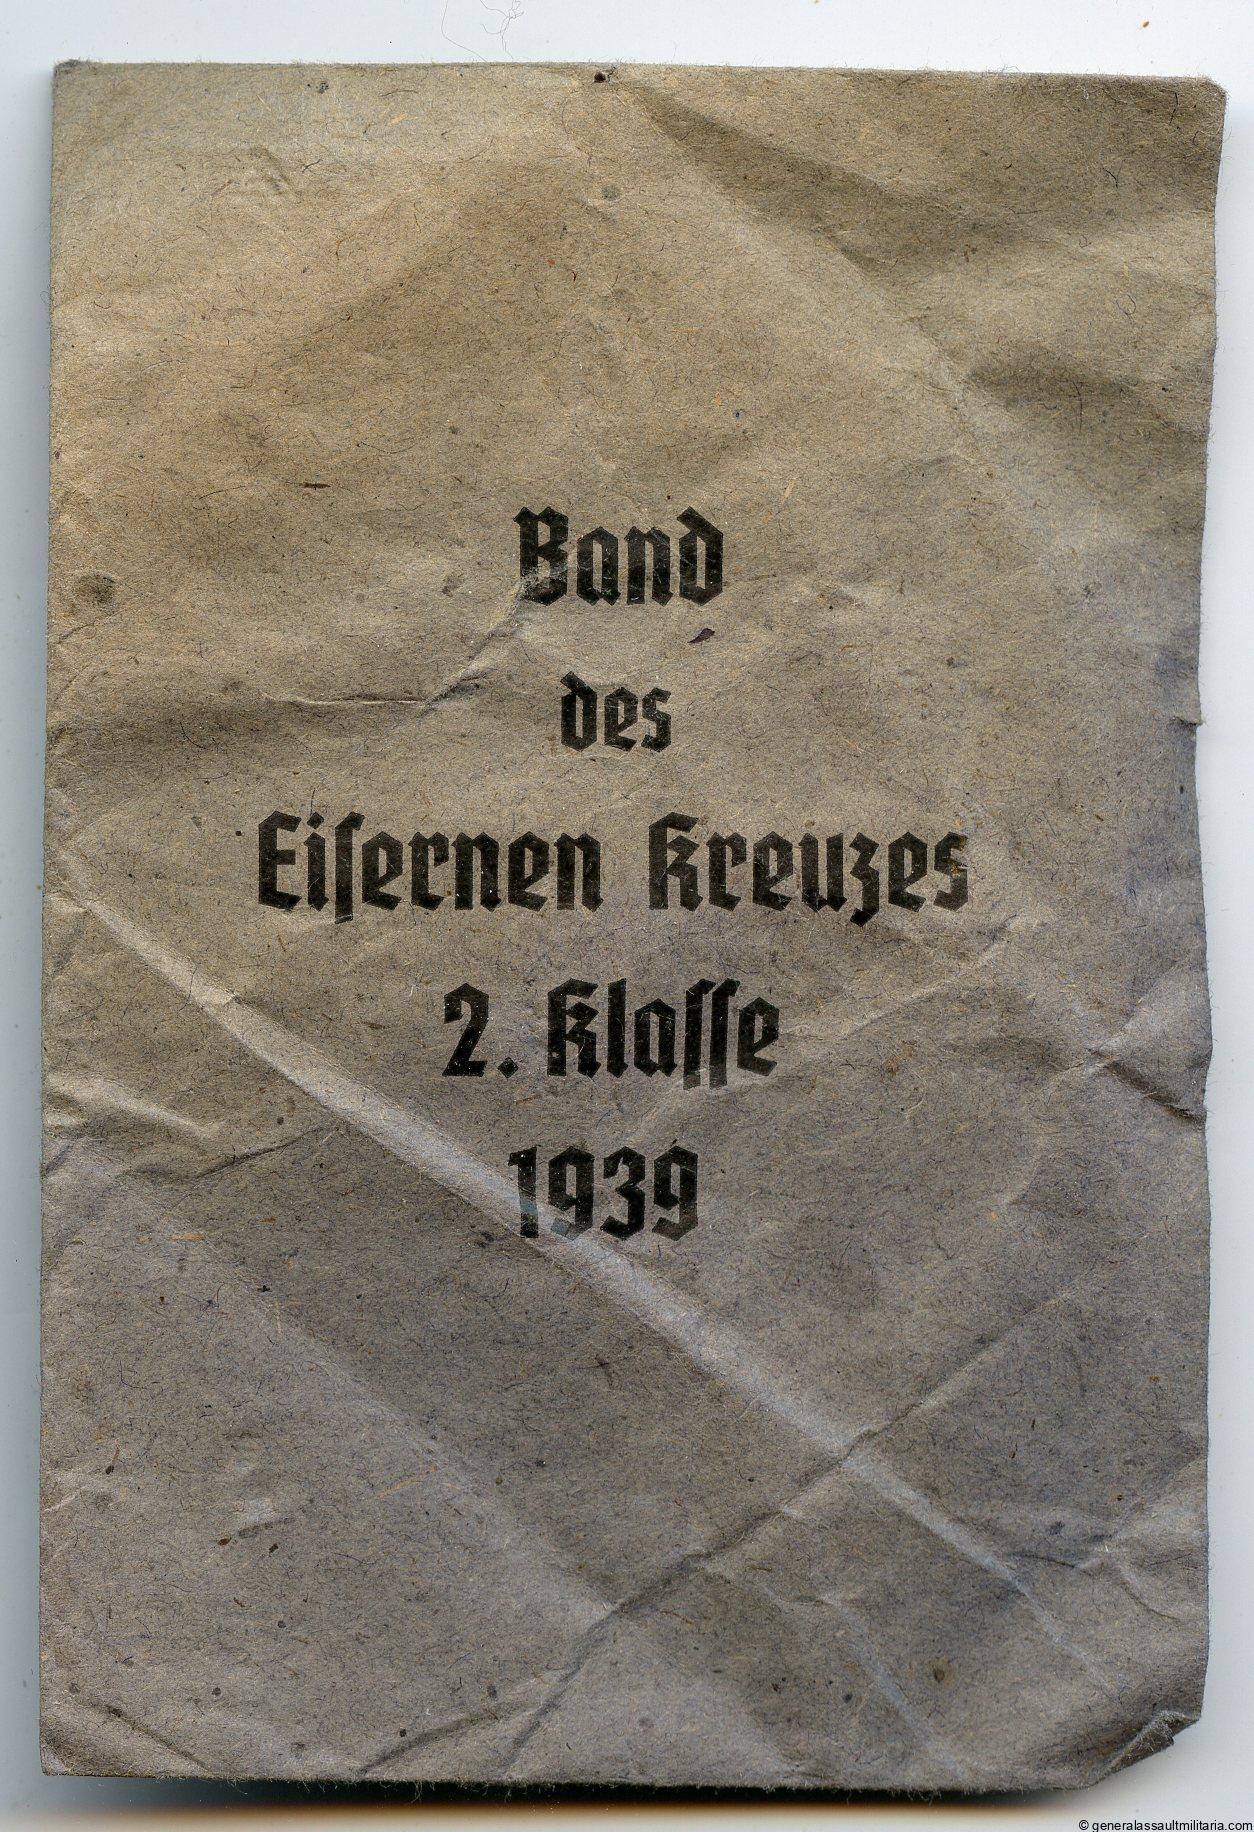 Band
des
Eiſernen Kreuzes
2. Klaſſe
1939
© generalassaultmilitaria.com